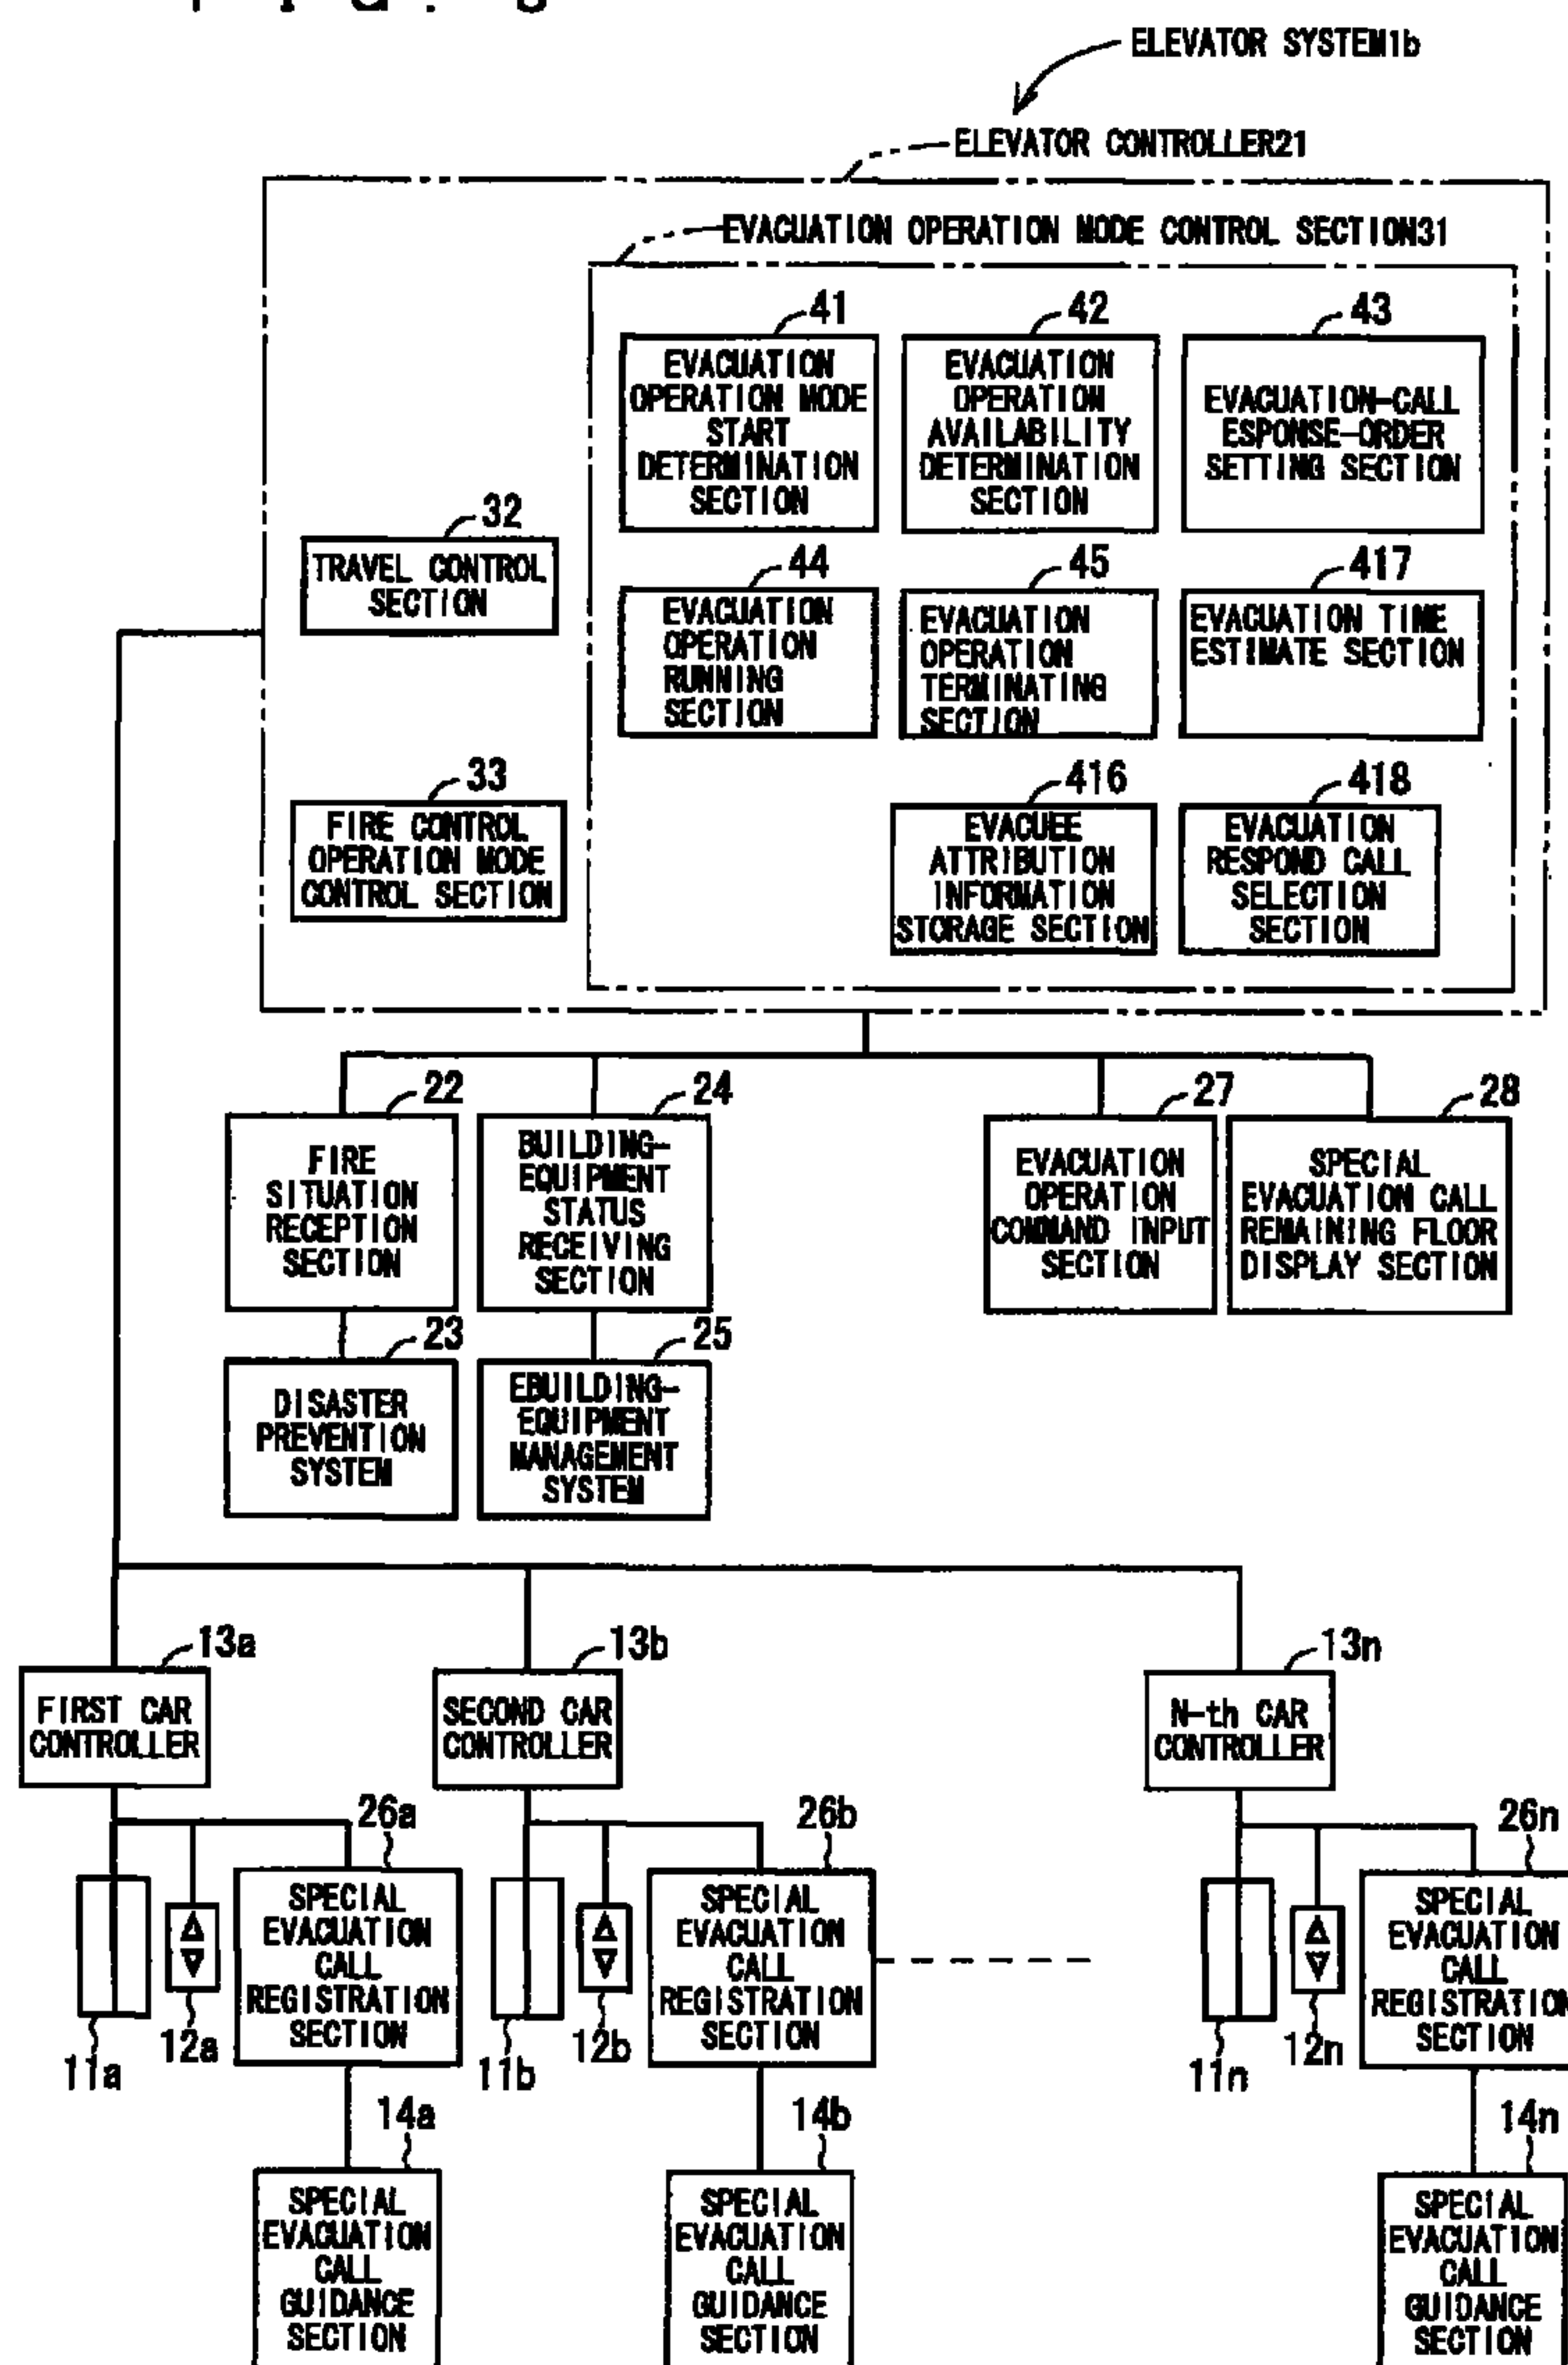 ELEVATOR SYSTEM1b
ELEVATOR CONTROLLER21
EVACUATION OPERATION MODE CONTROL SECTION31
41
EVACUATION
OPERATION MODE
START
DETERMINATION
SECTION
42
EVACUATION
OPERATION
AVAILABILITY
DETERMINATION
SECTION
43
EVACUATION-CALL
ESPONSE-ORDER
SETTING SECTION
32
TRAVEL CONTROL
SECTION
44
EVACUATION
OPERATION
RUNNING
SECTION
45
EVACUATION
OPERATION
TERMINATING
SECTION
417
EVACUATION TIME
ESTIMATE SECTION
33
FIRE CONTROL
OPERATION MODE
CONTROL SECTION
416
EVACUEE
ATTRIBUTION
INFORMATION
STORAGE SECTION
418
EVACUATION
RESPOND CALL
SELECTION
SECTION
22
FIRE
SITUATION
RECEPTION
SECTION
24
BUILDING-
EQUIPMENT
STATUS
RECEIVING
SECTION
27
EVACUATION
OPERATION
COMMAND INPUT
SECTION
28
SPECIAL
EVACUATION CALL
REMAINING FLOOR
DISPLAY SECTION
23
DISASTER
PREVENTION
SYSTEM
25
EBUILDING-
EQUIPMENT
MANAGEMENT
SYSTEM
13a
FIRST CAR
CONTROLLER
13b
SECOND CAR
CONTROLLER
13n
N-th CAR
CONTROLLER
26a
SPECIAL
EVACUATION
CALL
REGISTRATION
SECTION
11a
12a
26b
SPECIAL
EVACUATION
CALL
REGISTRATION
SECTION
11b
12b
26n
SPECIAL
EVACUATION
CALL
REGISTRATION
SECTION
11n
12n
14a
SPECIAL
EVACUATION
CALL
GUIDANCE
SECTION
14b
SPECIAL
EVACUATION
CALL
GUIDANCE
SECTION
14n
SPECIAL
EVACUATION
CALL
GUIDANCE
SECTION